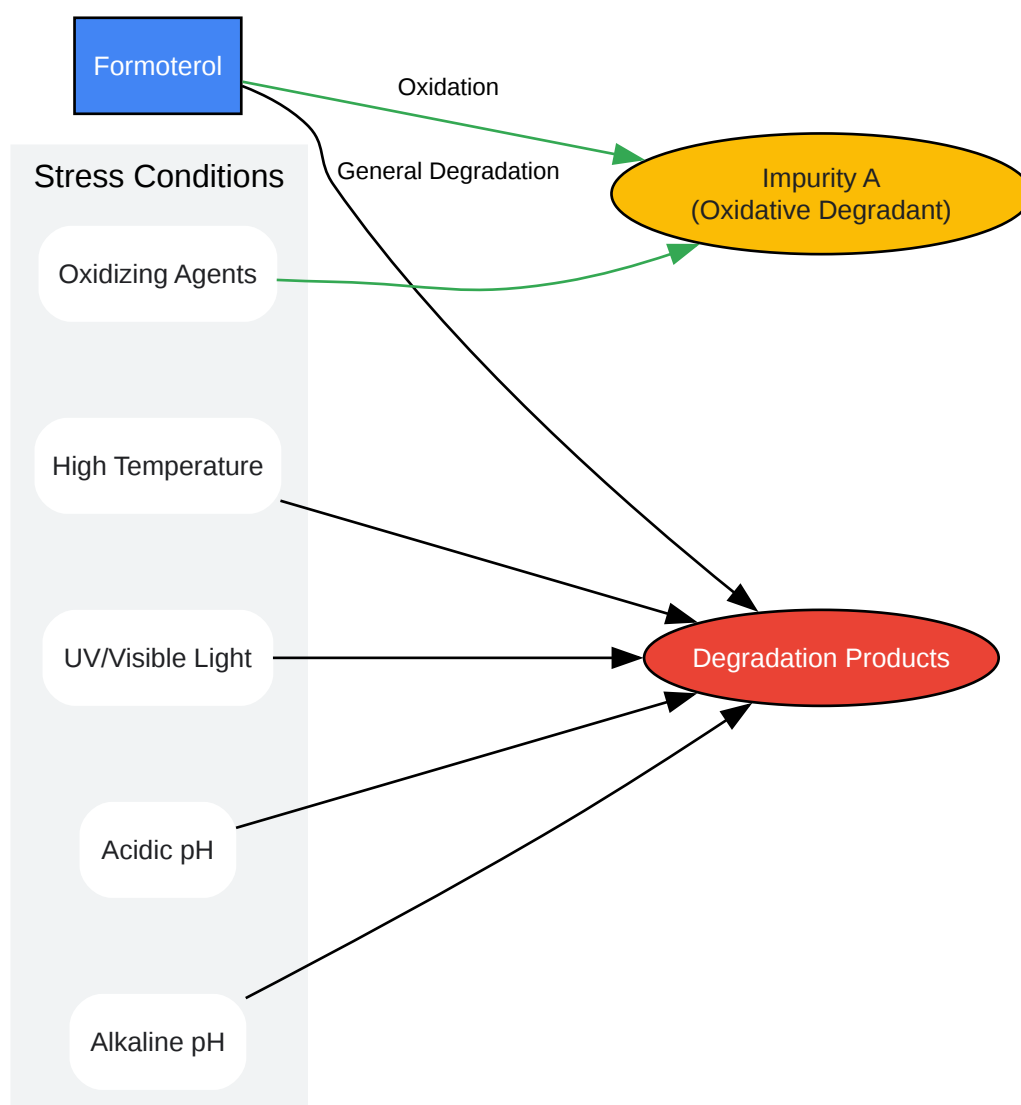 Formoterol
Oxidation
General Degradation
Impurity A
(Oxidative Degradant)
Stress Conditions
Oxidizing Agents
High Temperature
UV/Visible Light
Degradation Products
Acidic pH
Alkaline pH